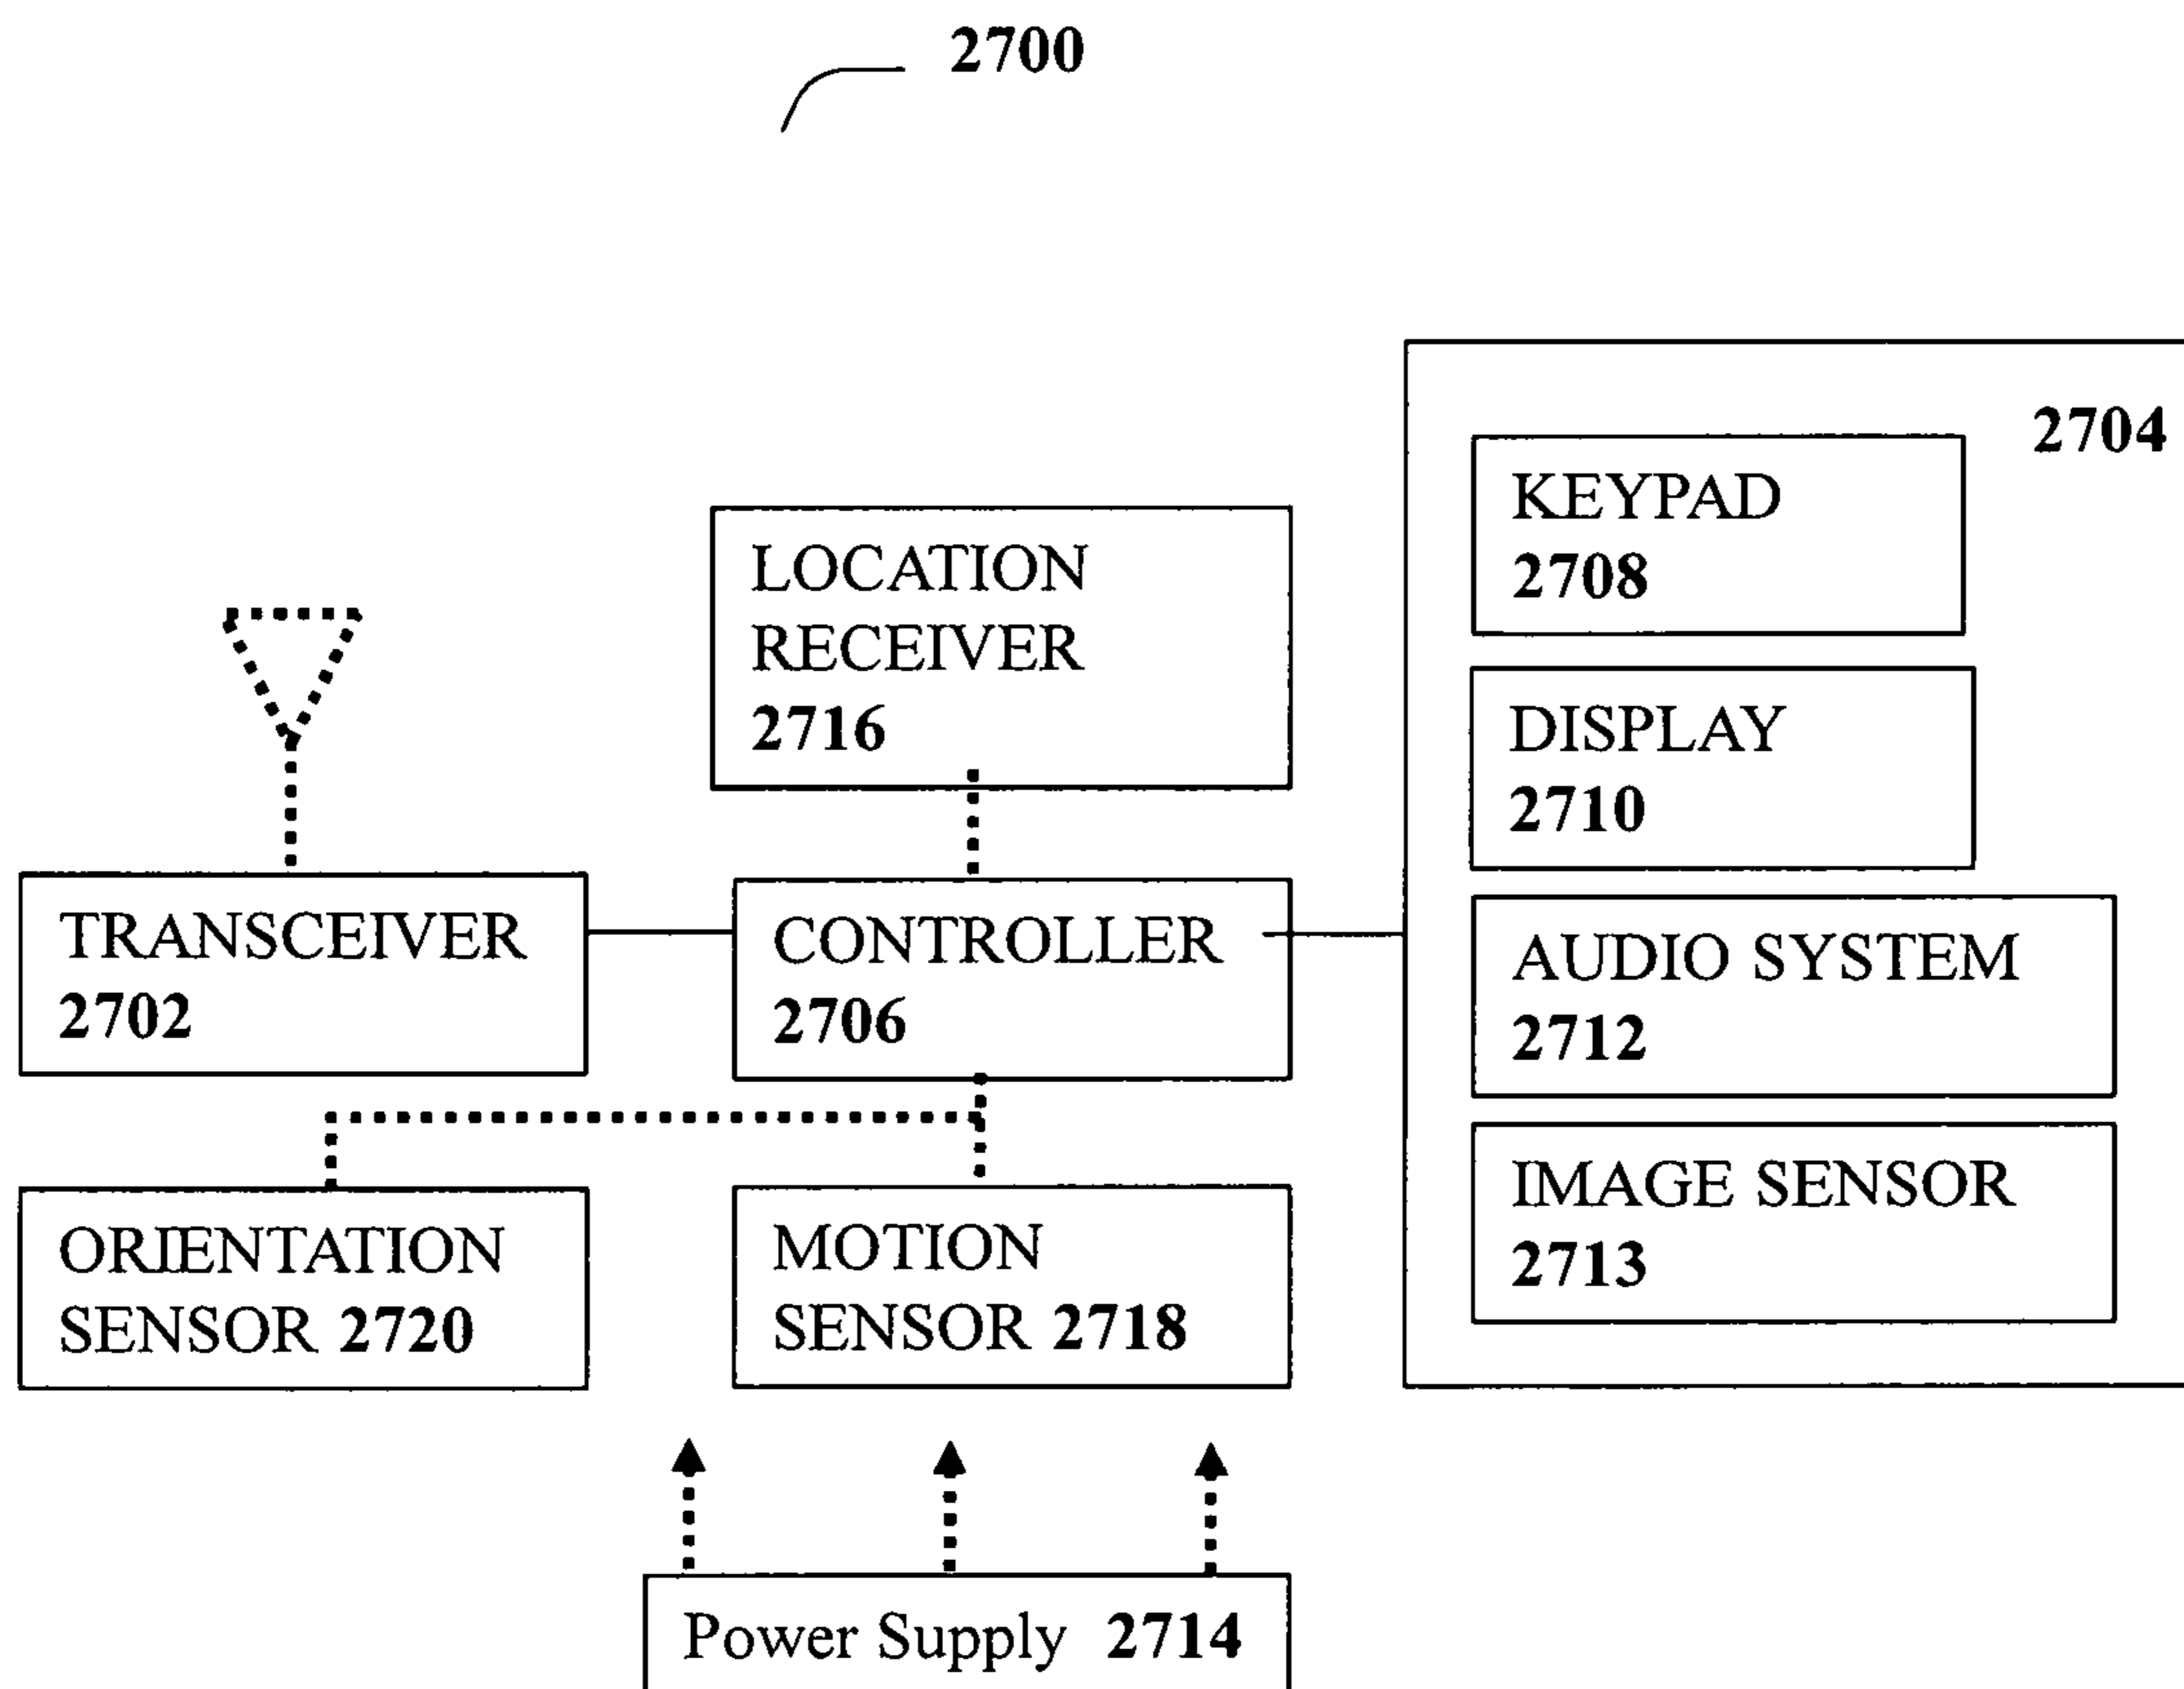 2700
2704
KEYPAD
2708
LOCATION
RECEIVER
2716
DISPLAY
2710
TRANSCEIVER
2702
CONTROLLER
2706
AUDIO SYSTEM
2712
IMAGE SENSOR
2713
ORIENTATION
SENSOR 2720
MOTION
SENSOR 2718
Power Supply 2714